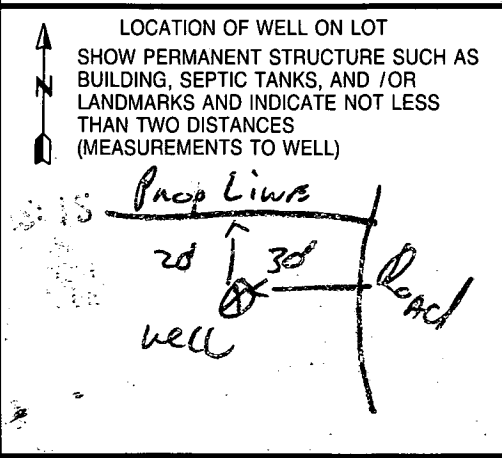 LOCATION OF WELL ON LOT
SHOW PERMANENT STRUCTURE SUCH AS
BUILDING, SEPTIC TANKS, AND / OR
LANDMARKS AND INDICATE NOT LESS
THAN TWO DISTANCES
(MEASUREMENTS TO WELL)
N
Prop Line
20 30
Road
well